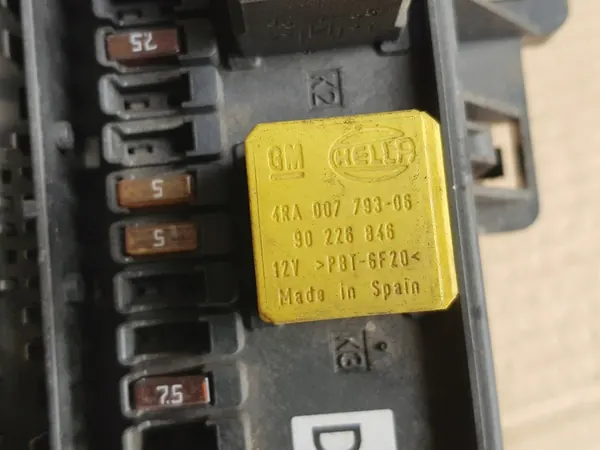 25
K2
GM HELLA
4RA 007 793-06
90 226 846
12V >PBT-GF20<
Made in Spain
5
5
K8
7.5
D